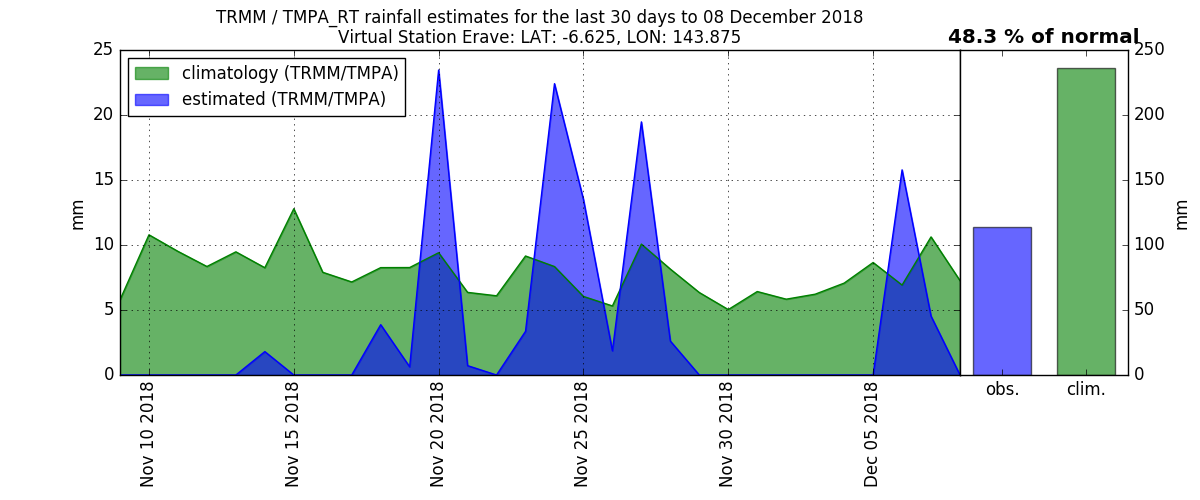 TRMM / TMPA_RT rainfall estimates for the last 30 days to 08 December 2018
Virtual Station Erave: LAT: -6.625, LON: 143.875
48.3 % of normal
climatology (TRMM/TMPA)
estimated (TRMM/TMPA)
25
20
15
10
5
0
mm
Nov 10 2018
Nov 15 2018
Nov 20 2018
Nov 25 2018
Nov 30 2018
Dec 05 2018
obs.
clim.
250
200
150
100
50
0
mm